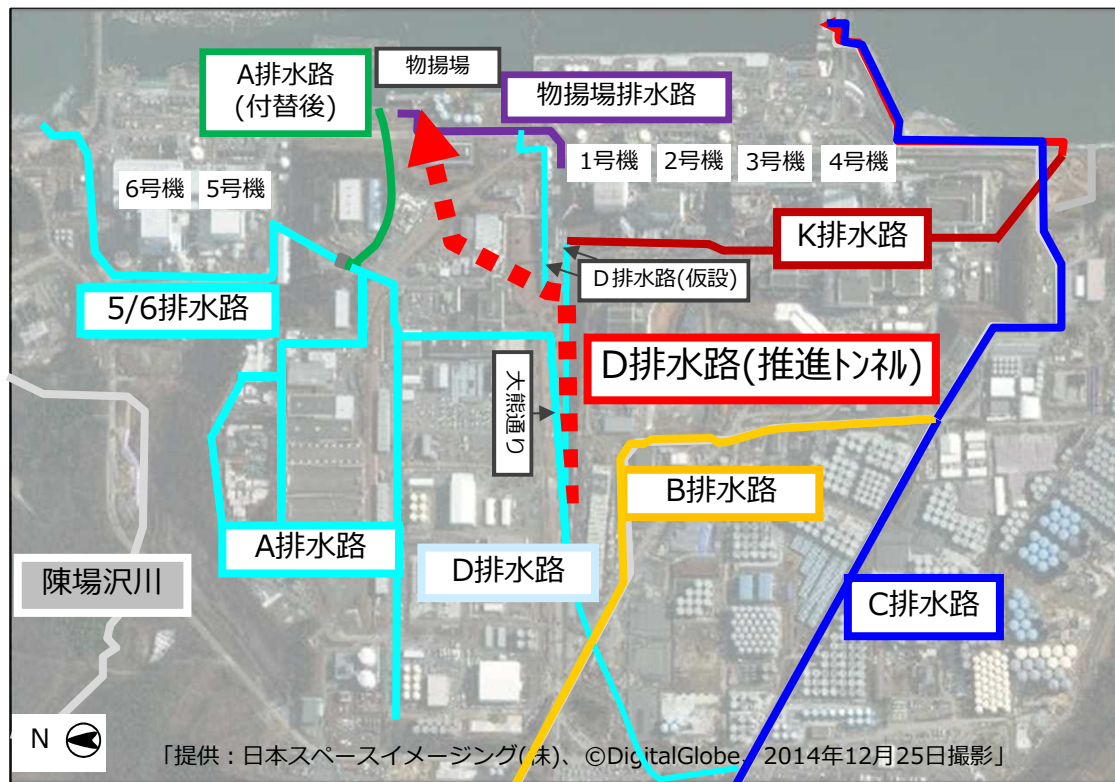 A排水路
(付替後)
物揚場
物揚場排水路
1号機
2号機
3号機
4号機
6号機
5号機
K排水路
D排水路(仮設)
5/6排水路
D排水路(推進トンネル)
大熊通り
B排水路
A排水路
D排水路
陳場沢川
C排水路
N
「提供：日本スペースイメージング(株)、©DigitalGlobe、2014年12月25日撮影」